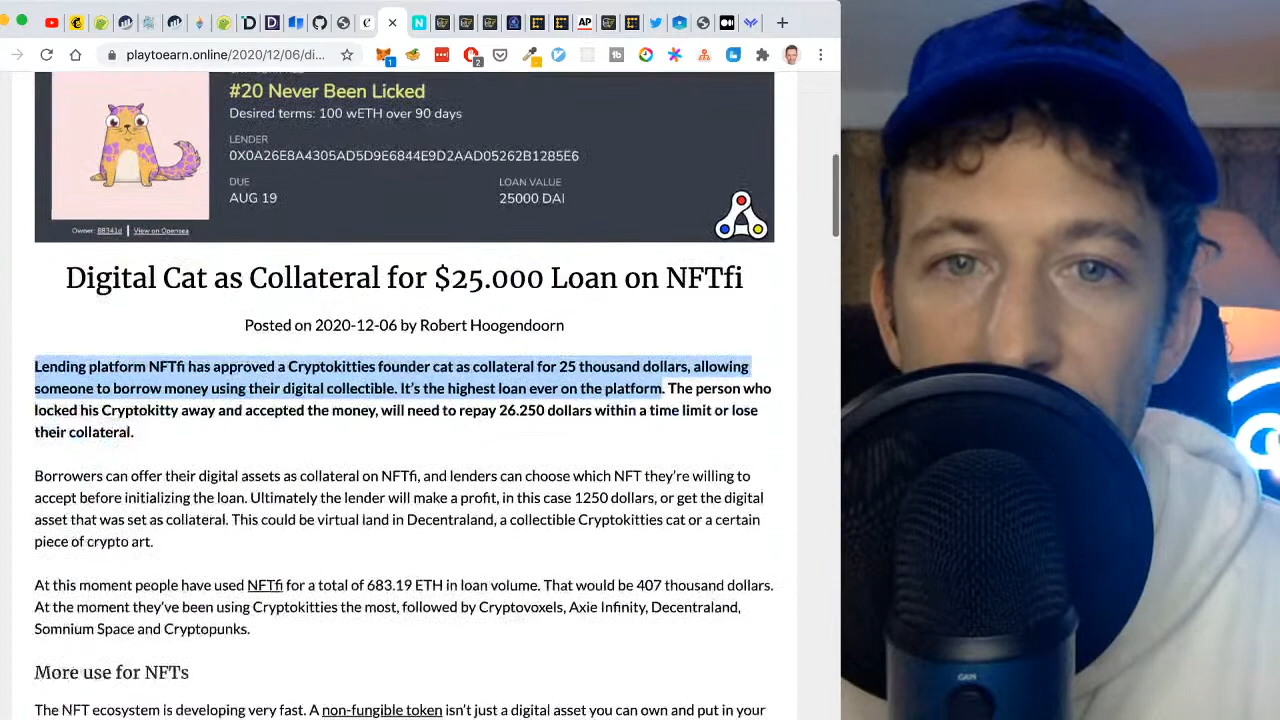 playtoearn.online/2020/12/06/di...
#20 Never Been Licked
Desired terms: 100 wETH over 90 days
LENDER
0X0A26E8A4305AD5D9E6844E9D2AAD05262B1285E6
DUE
LOAN VALUE
AUG 19
25000 DAI
Owner: 88341d | View on Opensea
Digital Cat as Collateral for $25.000 Loan on NFTfi
Posted on 2020-12-06 by Robert Hoogendoorn
Lending platform NFTfi has approved a Cryptokitties founder cat as collateral for 25 thousand dollars, allowing
someone to borrow money using their digital collectible. It's the highest loan ever on the platform. The person who
locked his Cryptokitty away and accepted the money, will need to repay 26.250 dollars within a time limit or lose
their collateral.
Borrowers can offer their digital assets as collateral on NFTfi, and lenders can choose which NFT they're willing to
accept before initializing the loan. Ultimately the lender will make a profit, in this case 1250 dollars, or get the digital
asset that was set as collateral. This could be virtual land in Decentraland, a collectible Cryptokitties cat or a certain
piece of crypto art.
At this moment people have used NFTfi for a total of 683.19 ETH in loan volume. That would be 407 thousand dollars.
At the moment they've been using Cryptokitties the most, followed by Cryptovoxels, Axie Infinity, Decentraland,
Somnium Space and Cryptopunks.
More use for NFTs
The NFT ecosystem is developing very fast. A non-fungible token isn't just a digital asset you can own and put in your